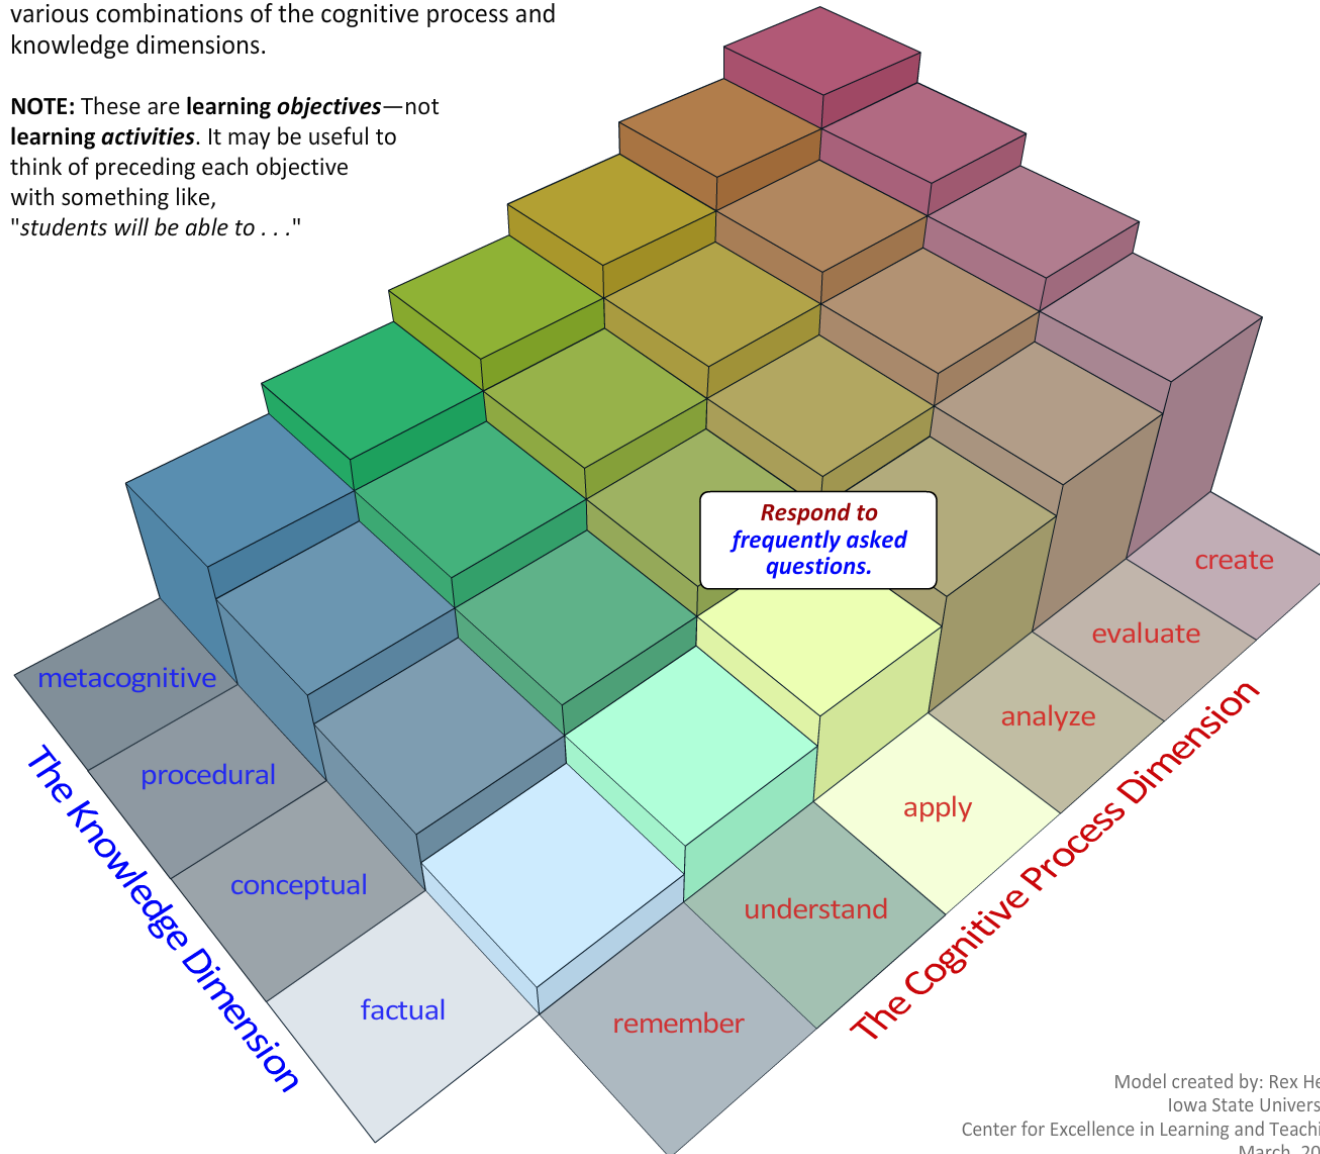 various combinations of the cognitive process and
knowledge dimensions.
NOTE: These are learning objectives—not
learning activities. It may be useful to
think of preceding each objective
with something like,
"students will be able to . . ."
Respond to
frequently asked
questions.
create
evaluate
analyze
apply
understand
remember
metacognitive
procedural
conceptual
factual
The Knowledge Dimension
The Cognitive Process Dimension
Model created by: Rex
Iowa State
Center for Excellence in Learning and
March,